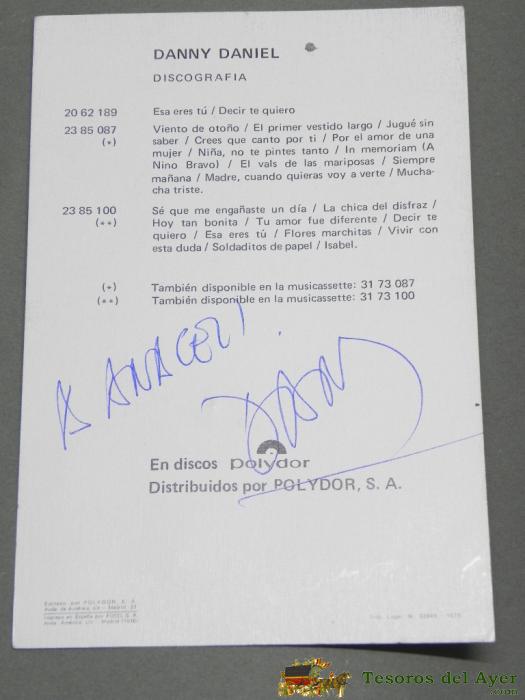 DANNY DANIEL
DISCOGRAFIA
20 62 189 Esa eres tú / Decir te quiero
23 85 087 Viento de otoño / El primer vestido largo / Jugué sin
(*) saber / Crees que canto por ti / Por el amor de una
mujer / Niña, no te pintes tanto / In memoriam (A
Nino Bravo) / El vals de las mariposas / Siempre
mañana / Madre, cuando quieras voy a verte / Mucha-
cha triste.
23 85 100 Sé que me engañaste un día / La chica del disfraz /
(**) Hoy tan bonita / Tu amor fue diferente / Decir te
quiero / Esa eres tú / Flores marchitas / Vivir con
esta duda / Soldaditos de papel / Isabel.
(*) También disponible en la musicassette: 31 73 087
(**) También disponible en la musicassette: 31 73 100
A ARACELI
DANY
En discos polydor
Distribuidos por POLYDOR, S. A.
Editado por POLYDOR, S. A.
Tesoros del Ayer
.com